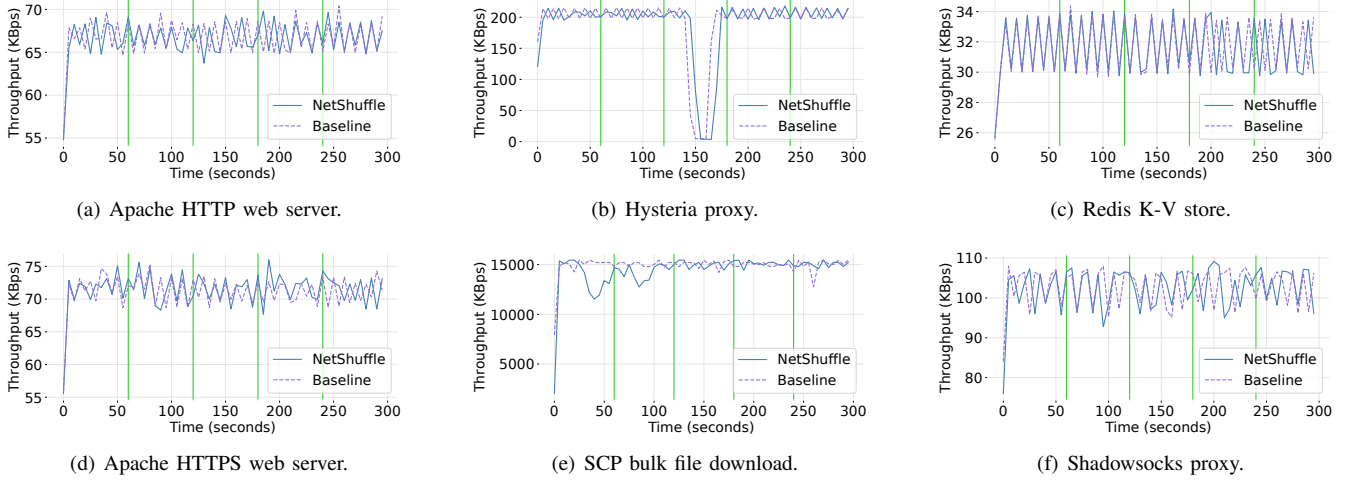 Throughput (KBps)
70
65
60
55
NetShuffle
Baseline
0 50 100 150 200 250 300
Time (seconds)
(a) Apache HTTP web server.
Throughput (KBps)
200
150
100
50
0
NetShuffle
Baseline
0 50 100 150 200 250 300
Time (seconds)
(b) Hysteria proxy.
Throughput (KBps)
34
32
30
28
26
NetShuffle
Baseline
0 50 100 150 200 250 300
Time (seconds)
(c) Redis K-V store.
Throughput (KBps)
75
70
65
60
55
NetShuffle
Baseline
0 50 100 150 200 250 300
Time (seconds)
(d) Apache HTTPS web server.
Throughput (KBps)
15000
10000
5000
NetShuffle
Baseline
0 50 100 150 200 250 300
Time (seconds)
(e) SCP bulk file download.
Throughput (KBps)
110
100
90
80
NetShuffle
Baseline
0 50 100 150 200 250 300
Time (seconds)
(f) Shadowsocks proxy.